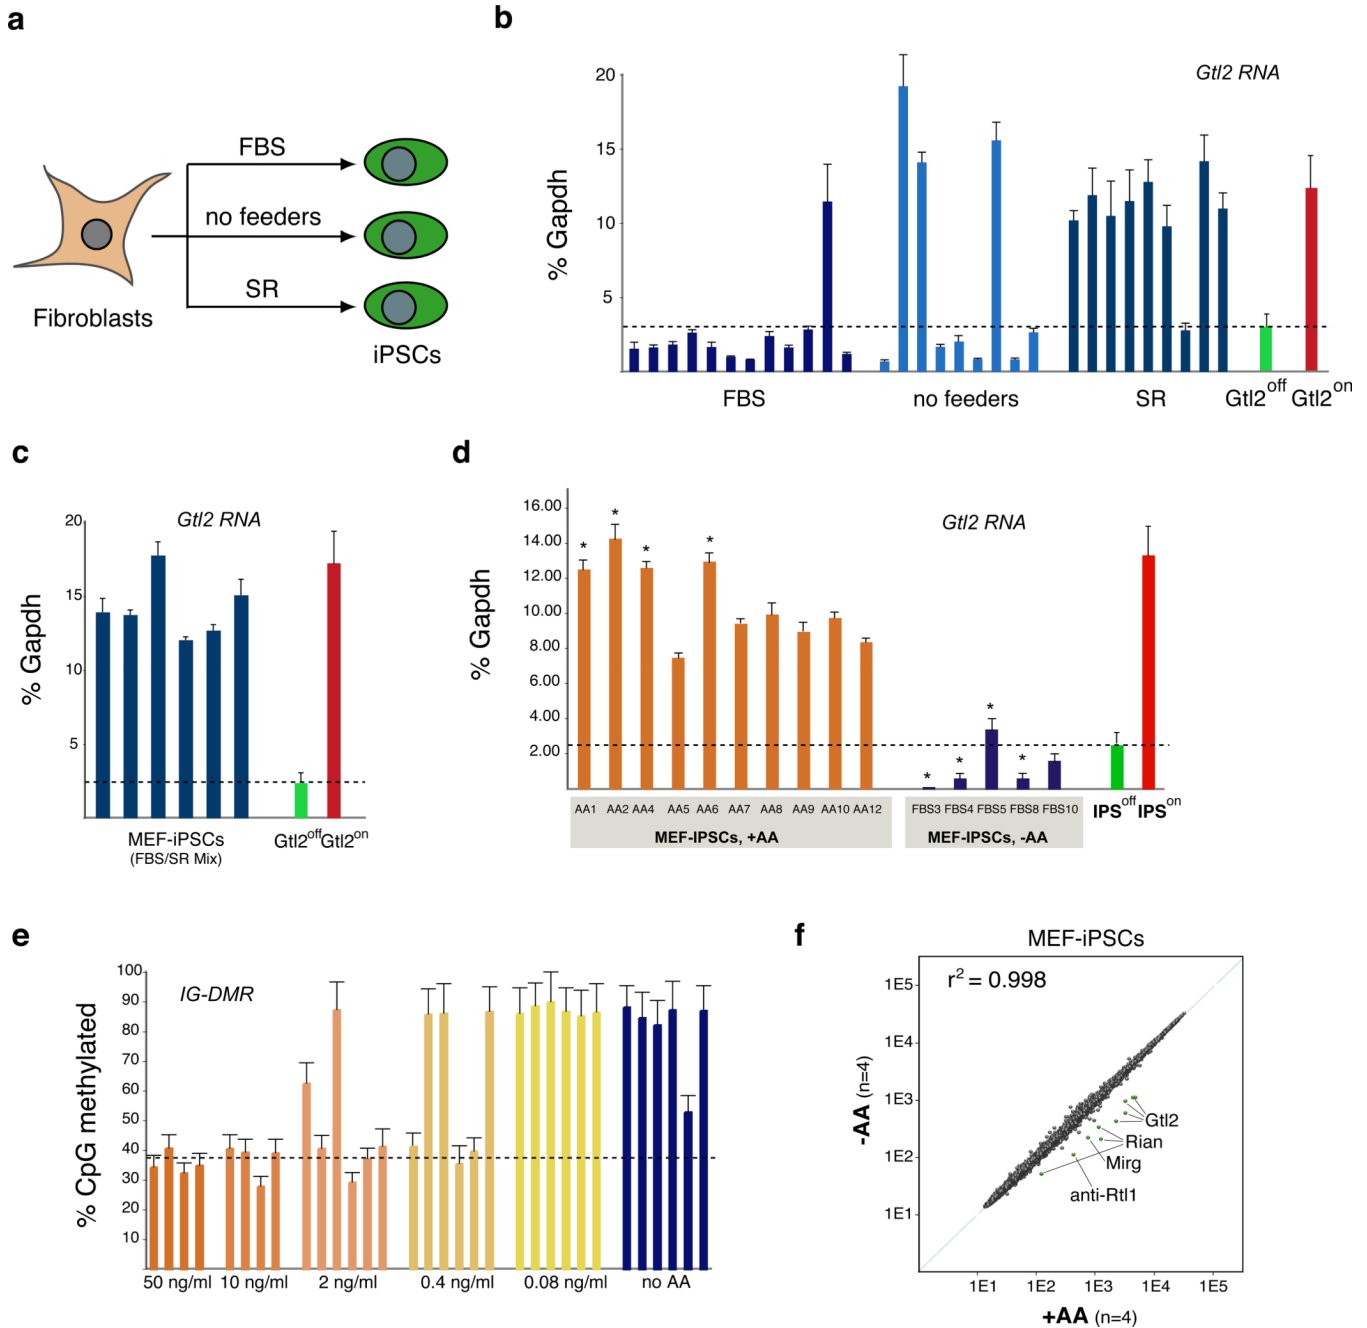 a
FBS
no feeders
SR
Fibroblasts
iPSCs
b
Gtl2 RNA
% Gapdh
20
15
10
5
FBS
no feeders
SR
Gtl2off
Gtl2on
c
Gtl2 RNA
% Gapdh
20
15
10
5
MEF-iPSCs
(FBS/SR Mix)
Gtl2off Gtl2on
d
Gtl2 RNA
% Gapdh
16.00
14.00
12.00
10.00
8.00
6.00
4.00
2.00
* * * *
* * * *
AA1 AA2 AA4 AA5 AA6 AA7 AA8 AA9 AA10 AA12
MEF-IPSCs, +AA
FBS3 FBS4 FBS5 FBS8 FBS10
MEF-IPSCs, -AA
IPSoff IPSon
e
IG-DMR
% CpG methylated
100
90
80
70
60
50
40
30
20
10
50 ng/ml 10 ng/ml 2 ng/ml 0.4 ng/ml 0.08 ng/ml no AA
f
MEF-iPSCs
r2 = 0.998
-AA (n=4)
1E5
1E4
1E3
1E2
1E1
Gtl2
Rian
Mirg
anti-Rtl1
1E1 1E2 1E3 1E4 1E5
+AA (n=4)